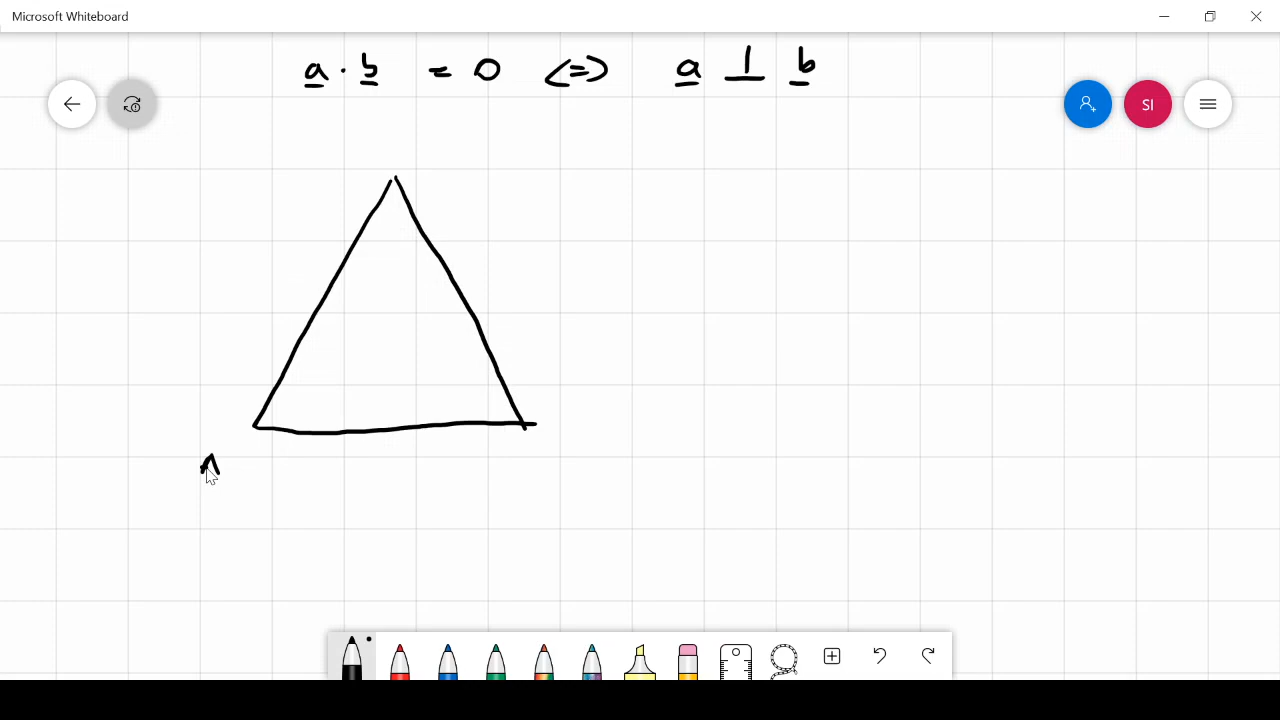 Microsoft Whiteboard
a · b = 0 <=> a ⊥ b
SI
A